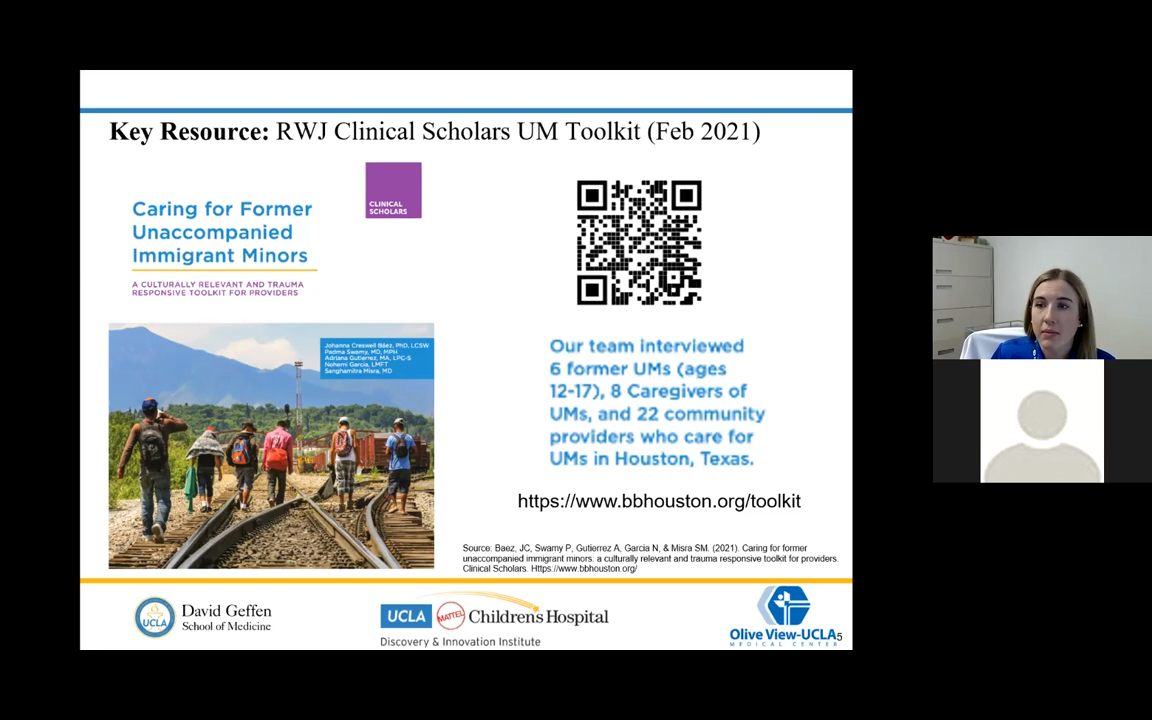 Key Resource: RWJ Clinical Scholars UM Toolkit (Feb 2021)
CLINICAL
SCHOLARS
Caring for Former
Unaccompanied
Immigrant Minors
A CULTURALLY RELEVANT AND TRAUMA
RESPONSIVE TOOLKIT FOR PROVIDERS
Johanna Creswell Báez, PhD, LCSW
Padma Swamy, MD, MPH
Adriana Gutierrez, MA, LPC-S
Nohemi Garcia, LMFT
Sanghamitra Misra, MD
Our team interviewed
6 former UMs (ages
12-17), 8 Caregivers of
UMs, and 22 community
providers who care for
UMs in Houston, Texas.
https://www.bbhouston.org/toolkit
Source: Baez, JC, Swamy P, Gutierrez A, Garcia N, & Misra SM. (2021). Caring for former
unaccompanied immigrant minors: a culturally relevant and trauma responsive toolkit for providers.
Clinical Scholars. Https://www.bbhouston.org/
UCLA
David Geffen
School of Medicine
UCLA MATTEL Children's Hospital
Discovery & Innovation Institute
Olive View-UCLA
MEDICAL CENTER
5